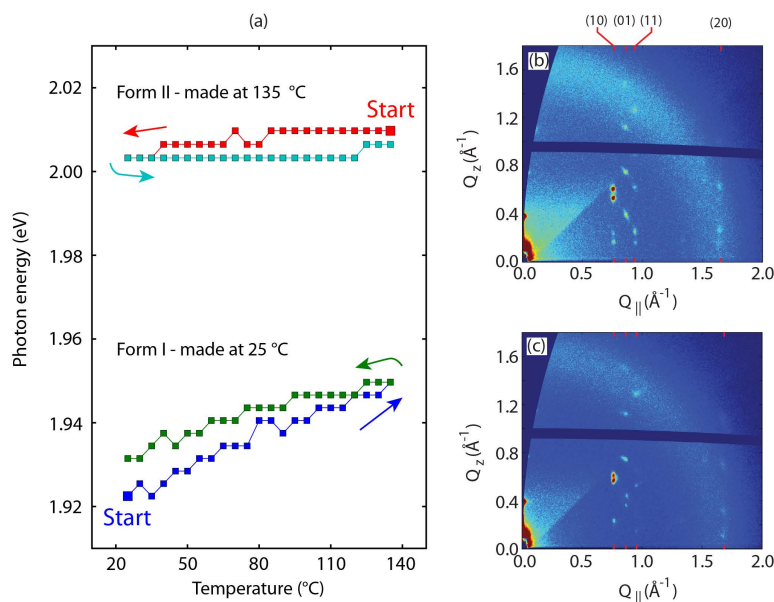 (a)
Photon energy (eV)
2.02
2.00
1.98
1.96
1.94
1.92
Form II - made at 135 °C
Start
Form I - made at 25 °C
Start
20 50 80 110 140
Temperature (°C)
(10) (01) (11) (20)
(b)
Q z (Å-1)
1.6
1.2
0.8
0.4
0.0
0.0 0.5 1.0 1.5 2.0
Q || (Å-1)
(c)
Q z (Å-1)
1.6
1.2
0.8
0.4
0.0
0.0 0.5 1.0 1.5 2.0
Q || (Å-1)